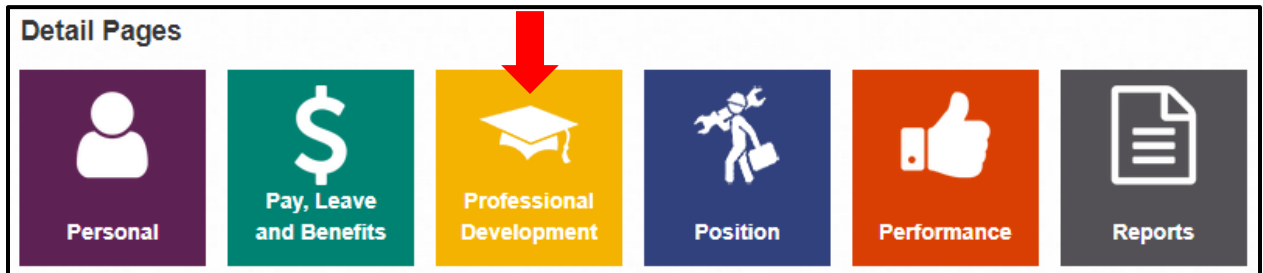 Detail Pages
Personal
Pay, Leave
and Benefits
Professional
Development
Position
Performance
Reports